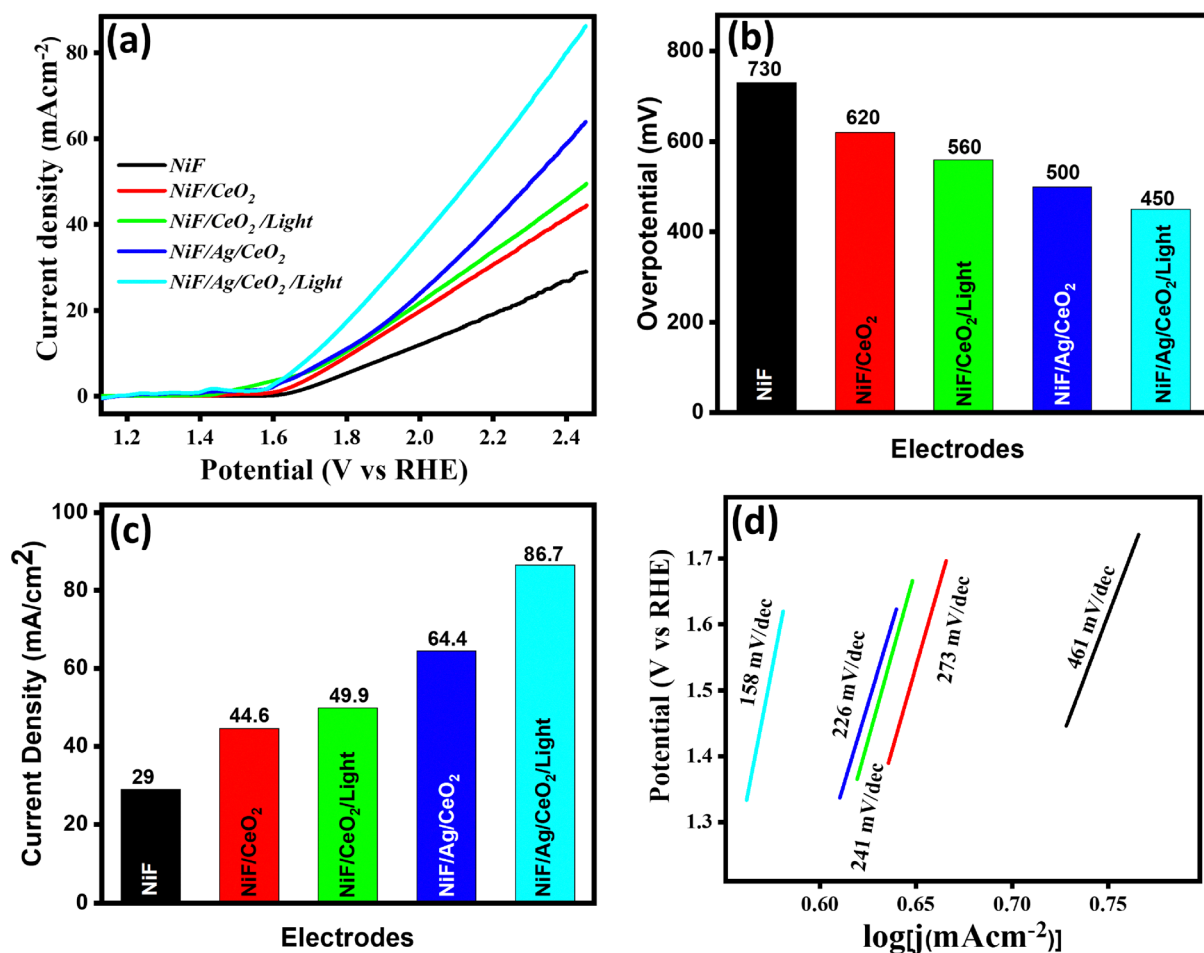 (a)
Current density (mAcm⁻²)
80
60
40
20
0
NiF
NiF/CeO₂
NiF/CeO₂ /Light
NiF/Ag/CeO₂
NiF/Ag/CeO₂ /Light
1.2 1.4 1.6 1.8 2.0 2.2 2.4
Potential (V vs RHE)
(b)
Overpotential (mV)
800
600
400
200
0
730
620
560
500
450
NiF
NiF/CeO₂
NiF/CeO₂/Light
NiF/Ag/CeO₂
NiF/Ag/CeO₂/Light
Electrodes
(c)
Current Density (mA/cm²)
100
80
60
40
20
0
29
44.6
49.9
64.4
86.7
NiF
NiF/CeO₂
NiF/CeO₂/Light
NiF/Ag/CeO₂
NiF/Ag/CeO₂/Light
Electrodes
(d)
Potential (V vs RHE)
1.7
1.6
1.5
1.4
1.3
158 mV/dec
226 mV/dec
241 mV/dec
273 mV/dec
461 mV/dec
0.60 0.65 0.70 0.75
log[j(mAcm⁻²)]